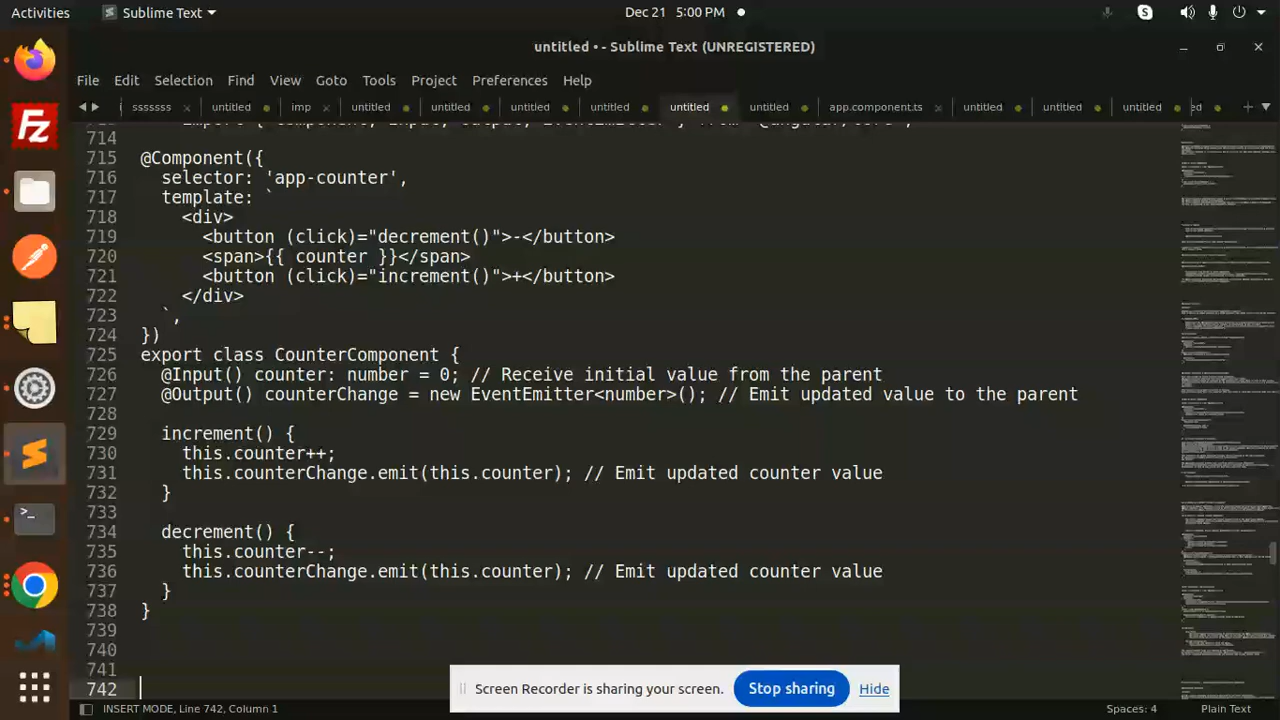 Activities
Sublime Text
Dec 21 5:00 PM
untitled • - Sublime Text (UNREGISTERED)
File Edit Selection Find View Goto Tools Project Preferences Help
sssssss untitled imp untitled untitled untitled untitled untitled untitled app.component.ts untitled untitled untitled ed
714
715 @Component({
716 selector: 'app-counter',
717 template: `
718 <div>
719 <button (click)="decrement()">-</button>
720 <span>{{ counter }}</span>
721 <button (click)="increment()">+</button>
722 </div>
723 `,
724 })
725 export class CounterComponent {
726 @Input() counter: number = 0; // Receive initial value from the parent
727 @Output() counterChange = new EventEmitter<number>(); // Emit updated value to the parent
728
729 increment() {
730 this.counter++;
731 this.counterChange.emit(this.counter); // Emit updated counter value
732 }
733
734 decrement() {
735 this.counter--;
736 this.counterChange.emit(this.counter); // Emit updated counter value
737 }
738 }
739
740
741
742
Screen Recorder is sharing your screen. Stop sharing Hide
INSERT MODE, Line 742, Column 1 Spaces: 4 Plain Text